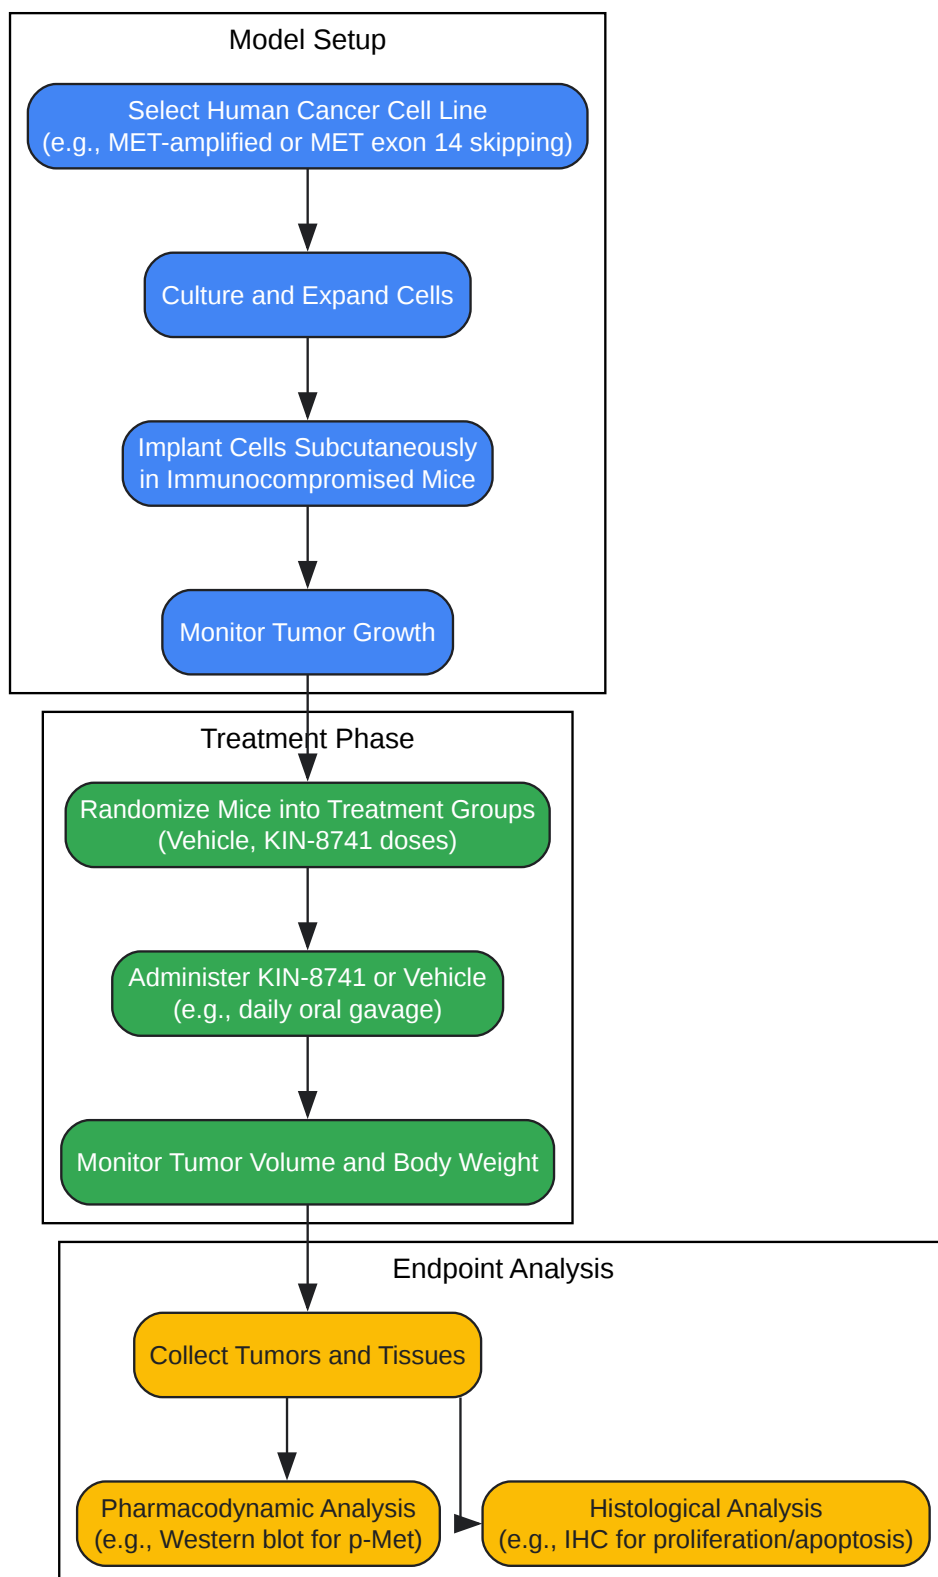 Model Setup
Select Human Cancer Cell Line
(e.g., MET-amplified or MET exon 14 skipping)
Culture and Expand Cells
Implant Cells Subcutaneously
in Immunocompromised Mice
Monitor Tumor Growth
Treatment Phase
Randomize Mice into Treatment Groups
(Vehicle, KIN-8741 doses)
Administer KIN-8741 or Vehicle
(e.g., daily oral gavage)
Monitor Tumor Volume and Body Weight
Endpoint Analysis
Collect Tumors and Tissues
Pharmacodynamic Analysis
(e.g., Western blot for p-Met)
Histological Analysis
(e.g., IHC for proliferation/apoptosis)